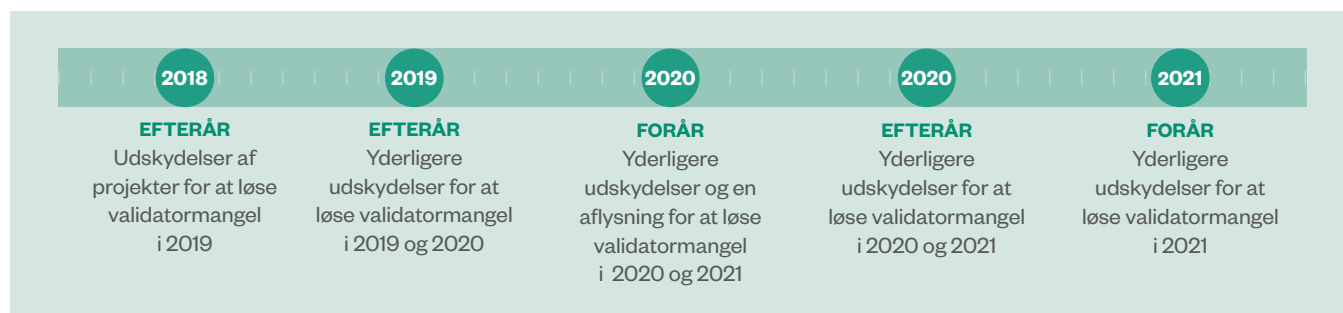 2018
EFTERÅR
Udskydelser af
projekter for at løse
validatormangel
i 2019
2019
EFTERÅR
Yderligere
udskydelser for at
løse validatormangel
i 2019 og 2020
2020
FORÅR
Yderligere
udskydelser og en
aflysning for at løse
validatormangel
i 2020 og 2021
2020
EFTERÅR
Yderligere
udskydelser for at
løse validatormangel
i 2020 og 2021
2021
FORÅR
Yderligere
udskydelser for at
løse validatormangel
i 2021